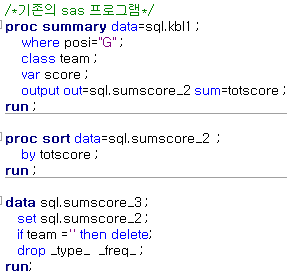 /*기존의 sas 프로그램*/
proc summary data=sql.kbl1 ;
where posi="G" ;
class team ;
var score ;
output out=sql.sumscore_2 sum=totscore ;
run ;
proc sort data=sql.sumscore_2 ;
by totscore ;
run ;
data sql.sumscore_3 ;
set sql.sumscore_2 ;
if team ='' then delete;
drop _type_ _freq_ ;
run;